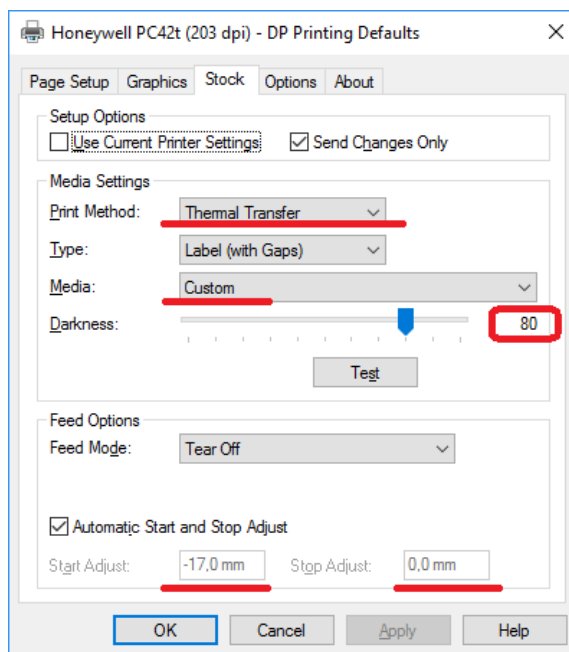 Honeywell PC42t (203 dpi) - DP Printing Defaults
Page Setup Graphics Stock Options About
Setup Options
Use Current Printer Settings Send Changes Only
Media Settings
Print Method: Thermal Transfer
Type: Label (with Gaps)
Media: Custom
Darkness: 80
Test
Feed Options
Feed Mode: Tear Off
Automatic Start and Stop Adjust
Start Adjust: -17,0 mm Stop Adjust: 0,0 mm
OK Cancel Apply Help